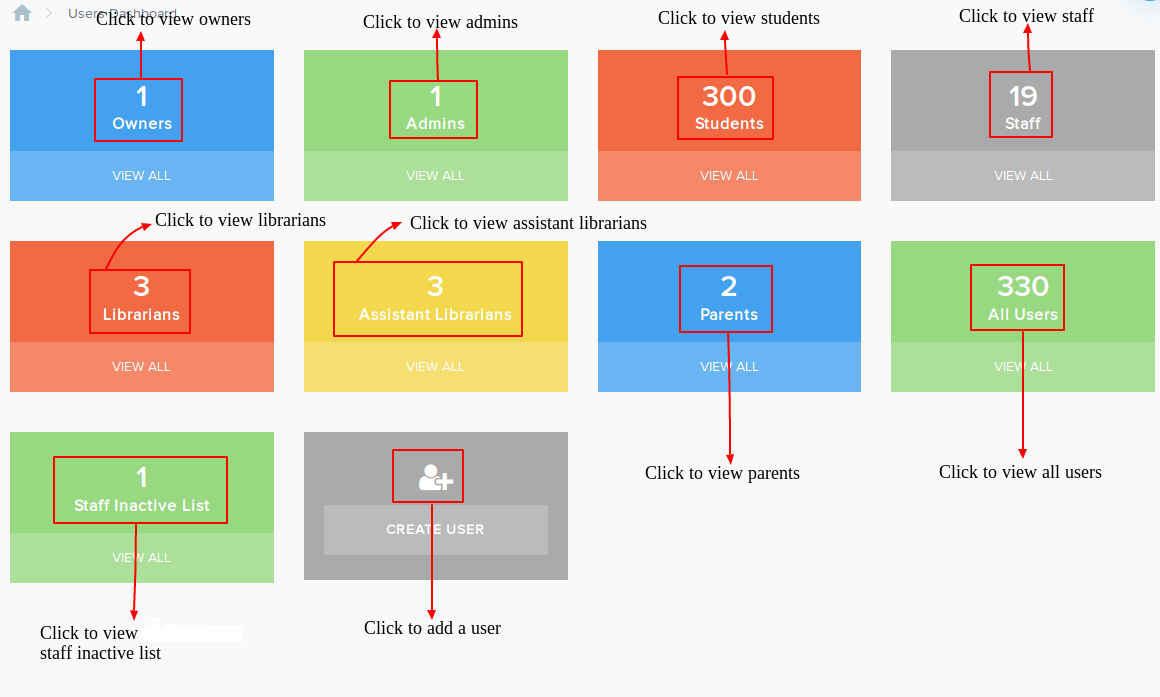 Users Dashboard
Click to view owners
Click to view admins
Click to view students
Click to view staff
1
Owners
VIEW ALL
1
Admins
VIEW ALL
300
Students
VIEW ALL
19
Staff
VIEW ALL
Click to view librarians
Click to view assistant librarians
3
Librarians
VIEW ALL
3
Assistant Librarians
VIEW ALL
2
Parents
VIEW ALL
330
All Users
VIEW ALL
Click to view parents
Click to view all users
1
Staff Inactive List
VIEW ALL
CREATE USER
Click to view
staff inactive list
Click to add a user